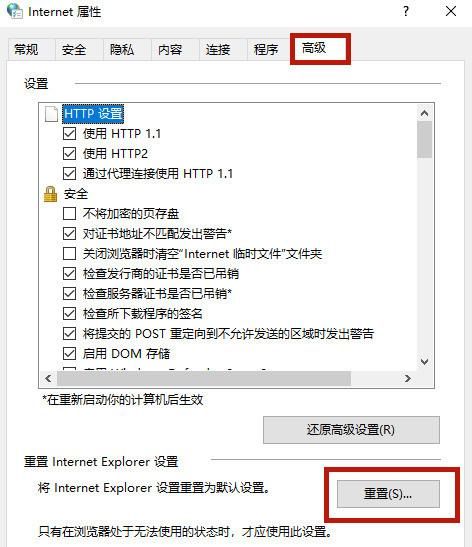 Internet 属性
? ×
常规 安全 隐私 内容 连接 程序 高级
设置
HTTP 设置
使用 HTTP 1.1
使用 HTTP2
通过代理连接使用 HTTP 1.1
安全
不将加密的页存盘
对证书地址不匹配发出警告*
关闭浏览器时清空"Internet 临时文件"文件夹
检查发行商的证书是否已吊销
检查服务器证书是否已吊销*
检查所下载程序的签名
将提交的 POST 重定向到不允许发送的区域时发出警告
启用 DOM 存储
*在重新启动你的计算机后生效
还原高级设置(R)
重置 Internet Explorer 设置
将 Internet Explorer 设置重置为默认设置。
重置(S)...
只有在浏览器处于无法使用的状态时，才应使用此设置。